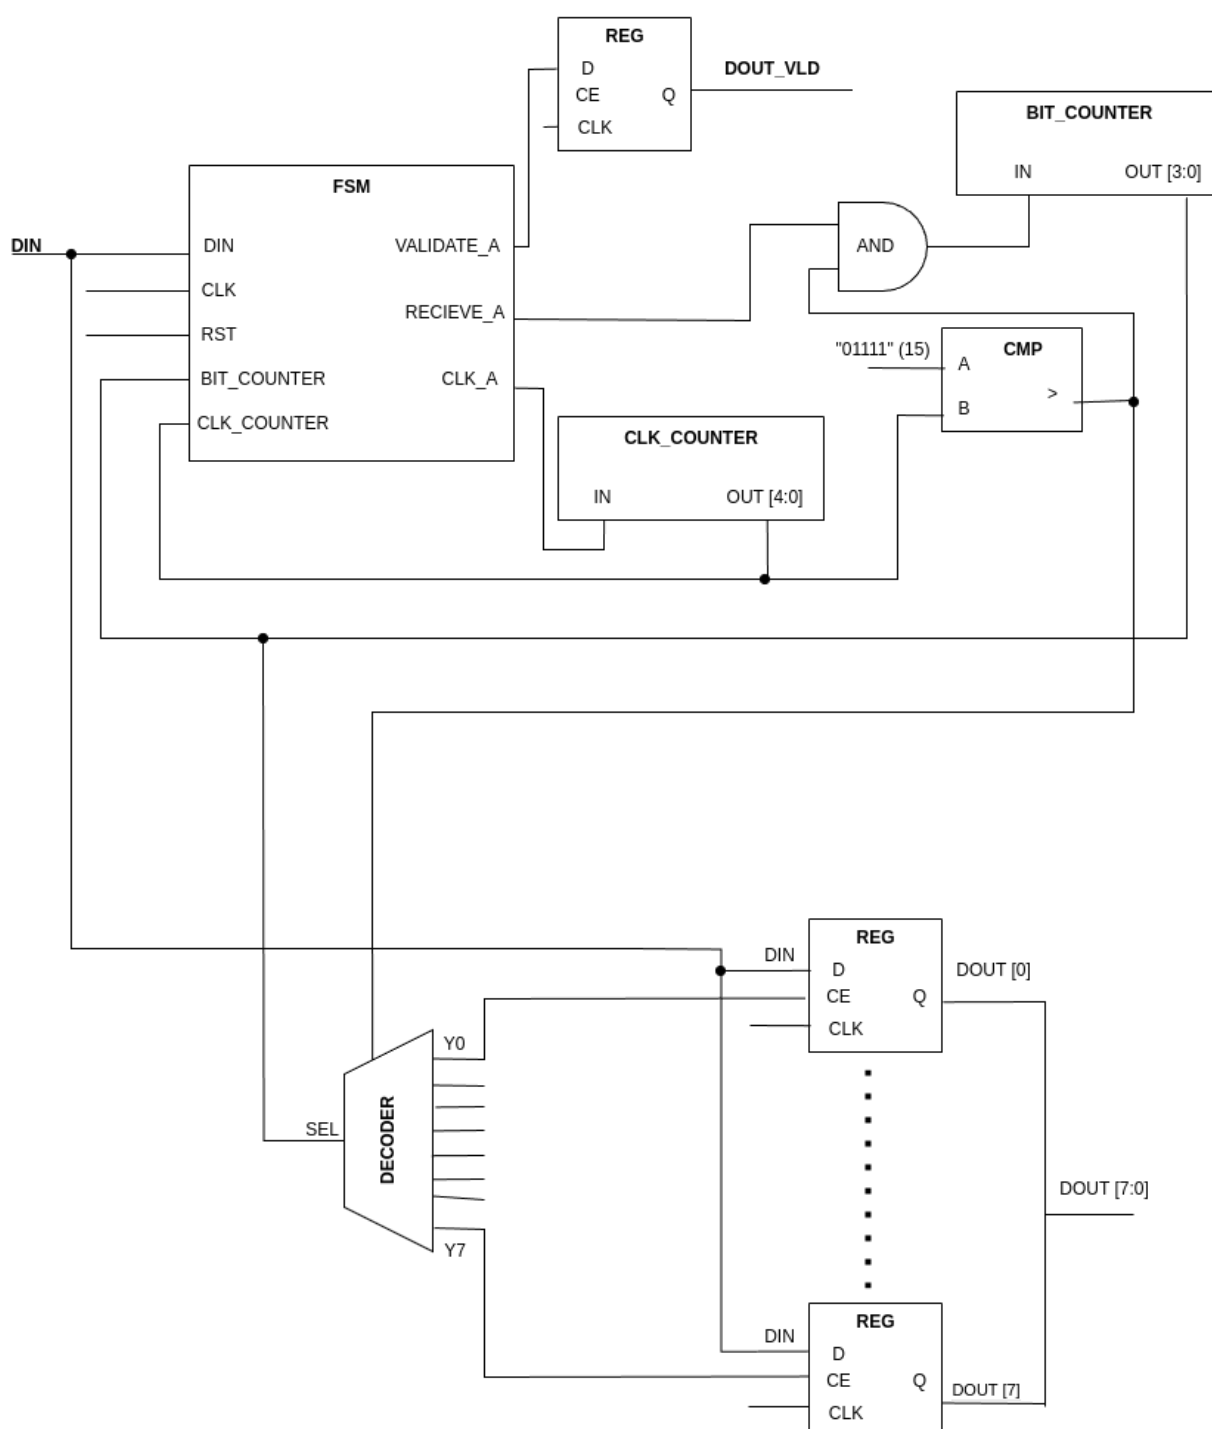 REG
D
CE
Q
CLK
DOUT_VLD
BIT_COUNTER
IN
OUT [3:0]
FSM
DIN
DIN
CLK
RST
BIT_COUNTER
CLK_COUNTER
VALIDATE_A
RECIEVE_A
CLK_A
AND
"01111" (15)
A
CMP
>
B
CLK_COUNTER
IN
OUT [4:0]
REG
DIN
D
CE
Q
CLK
DOUT [0]
Y0
SEL
DECODER
Y7
DOUT [7:0]
REG
DIN
D
CE
Q
CLK
DOUT [7]